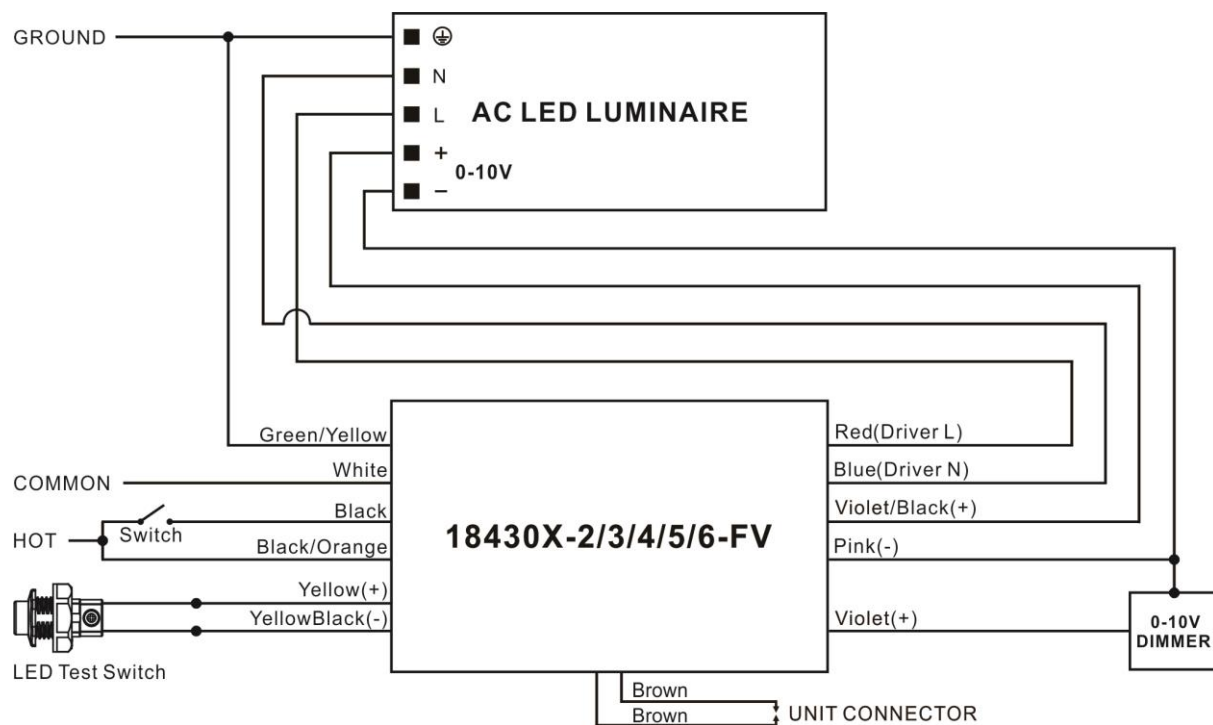 GROUND
N
L
+
0-10V
−
AC LED LUMINAIRE
Green/Yellow
White
COMMON
Black
Switch
HOT
Black/Orange
Yellow(+)
YellowBlack(-)
LED Test Switch
18430X-2/3/4/5/6-FV
Red(Driver L)
Blue(Driver N)
Violet/Black(+)
Pink(-)
Violet(+)
0-10V
DIMMER
Brown
Brown
UNIT CONNECTOR